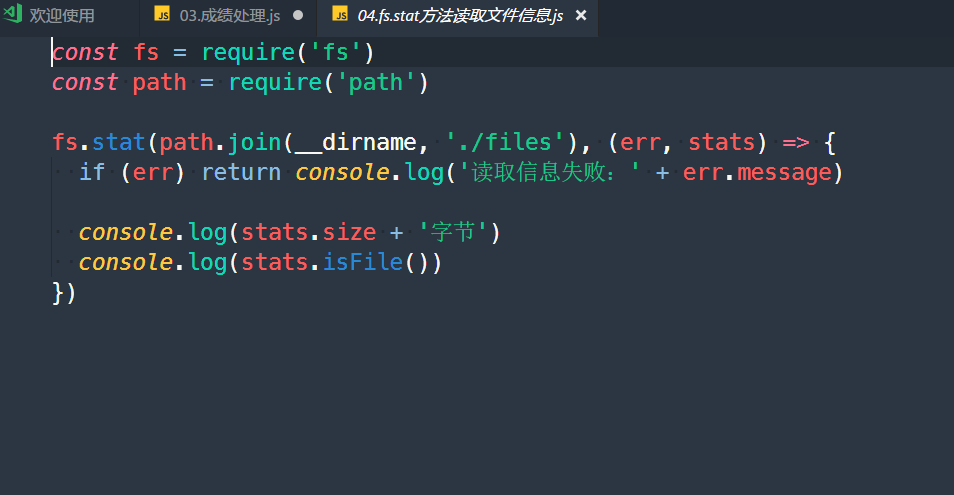 欢迎使用 JS 03.成绩处理.js ● JS 04.fs.stat方法读取文件信息.js ×
const fs = require('fs')
const path = require('path')
fs.stat(path.join(__dirname, './files'), (err, stats) => {
if (err) return console.log('读取信息失败：' + err.message)
console.log(stats.size + '字节')
console.log(stats.isFile())
})